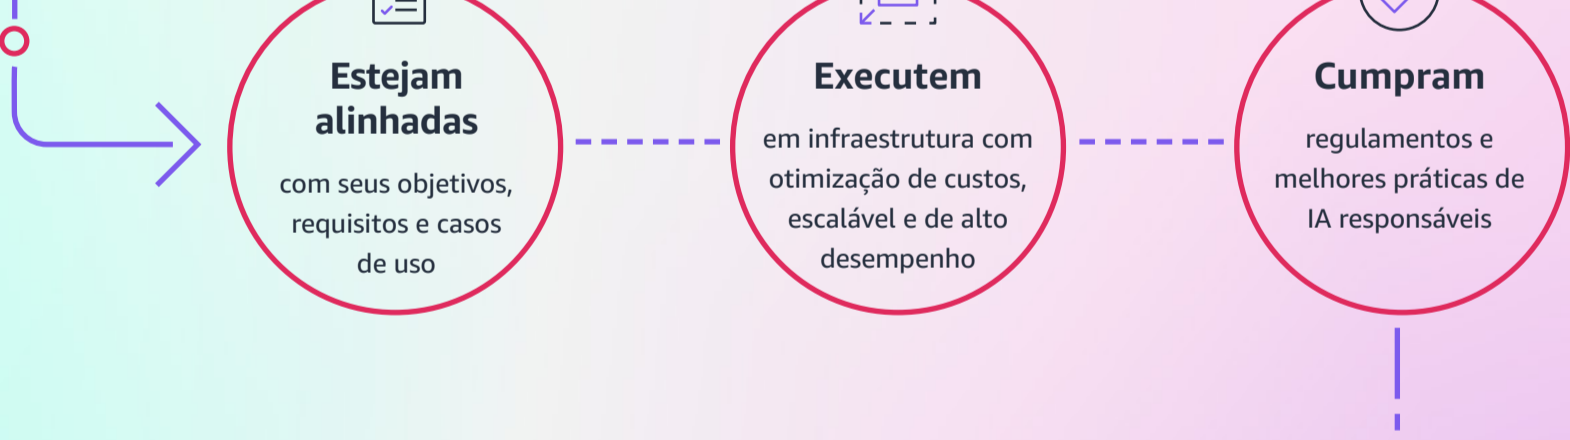 Estejam
alinhadas
com seus objetivos,
requisitos e casos
de uso
Executem
em infraestrutura com
otimização de custos,
escalável e de alto
desempenho
Cumpram
regulamentos e
melhores práticas de
IA responsáveis